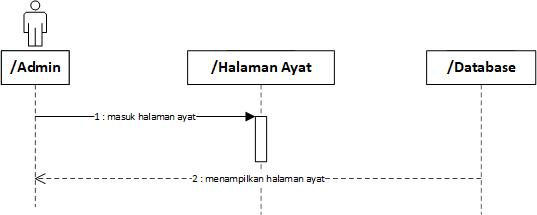 /Admin
/Halaman Ayat
/Database
1 : masuk halaman ayat
2 : menampilkan halaman ayat